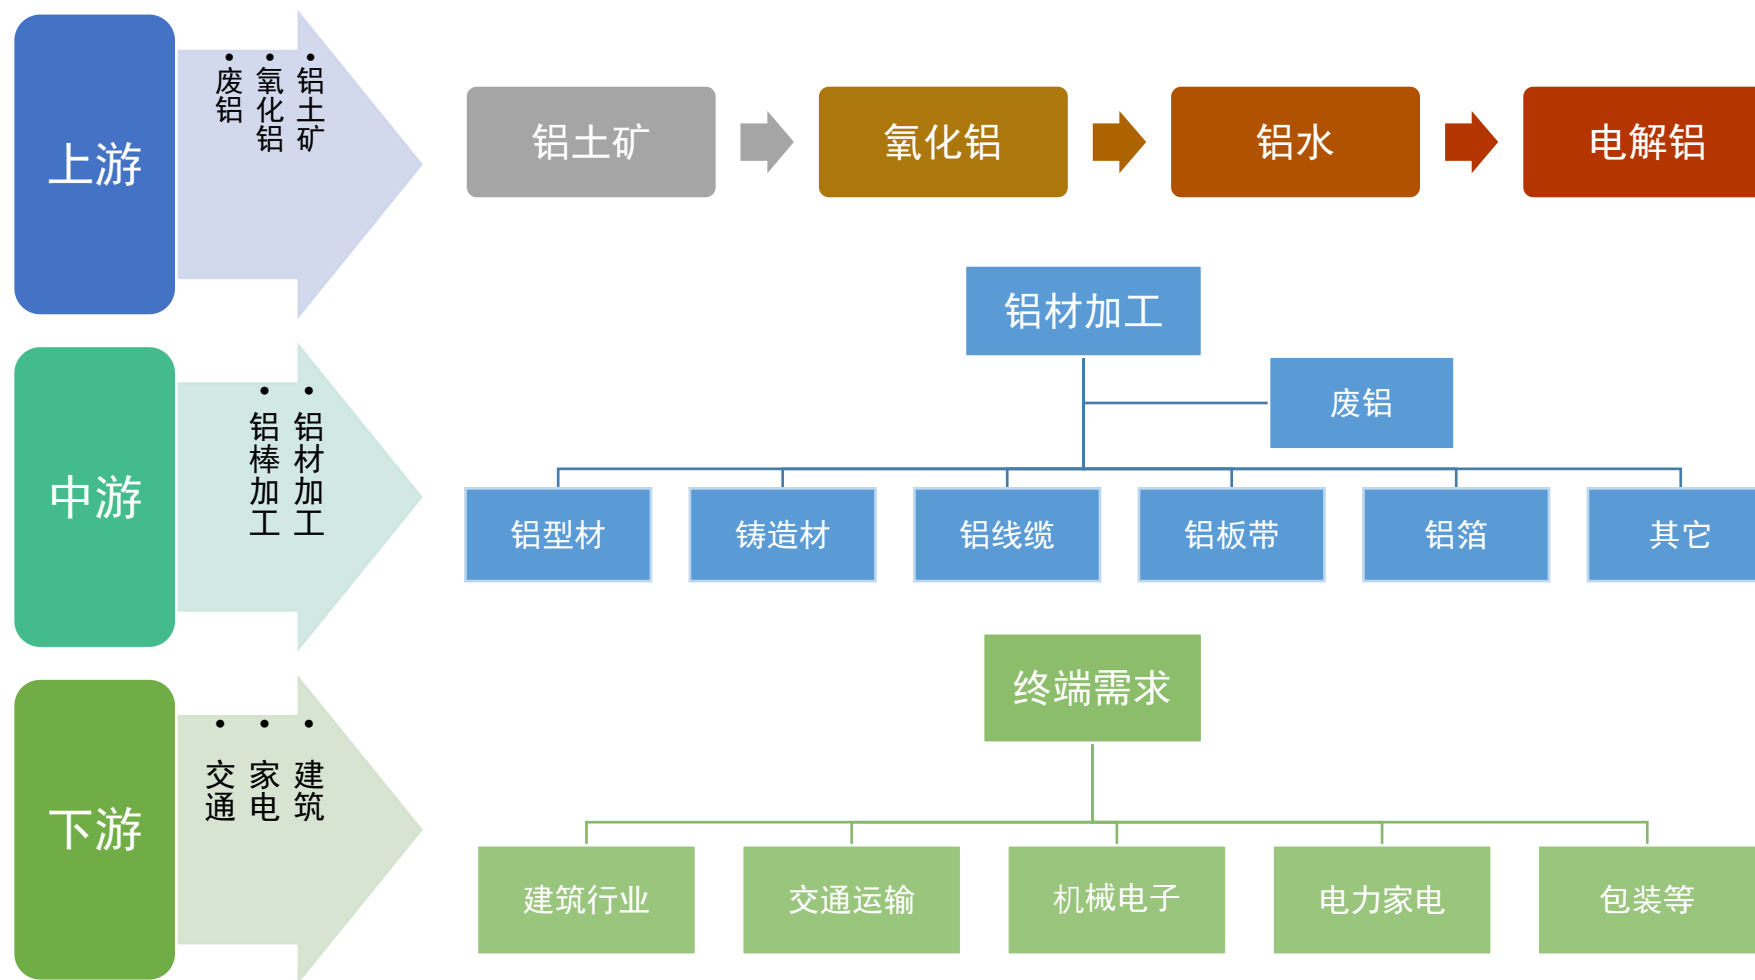 上游
• 铝土矿
• 氧化铝
• 废铝
铝土矿
氧化铝
铝水
电解铝
中游
• 铝材加工
• 铝棒加工
铝材加工
废铝
铝型材
铸造材
铝线缆
铝板带
铝箔
其它
下游
• 建筑
• 家电
• 交通
终端需求
建筑行业
交通运输
机械电子
电力家电
包装等